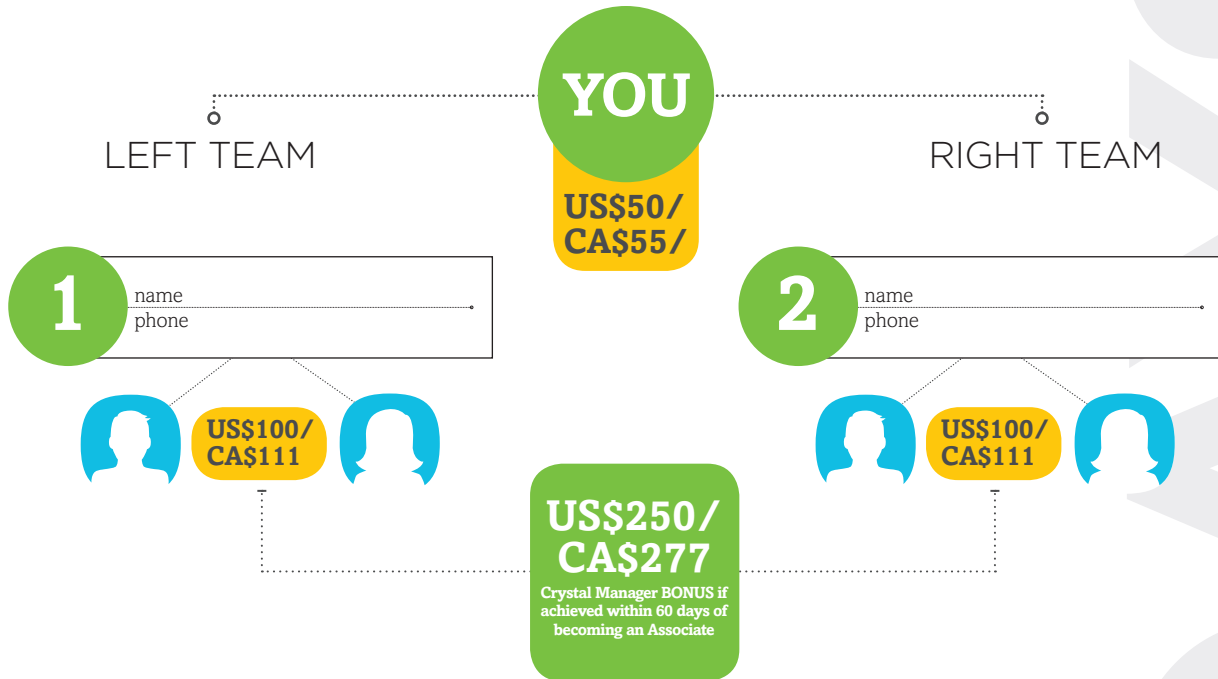 YOU
LEFT TEAM
RIGHT TEAM
US$50/
CA$55/
1
name
phone
2
name
phone
US$100/
CA$111
US$100/
CA$111
US$250/
CA$277
Crystal Manager BONUS if
achieved within 60 days of
becoming an Associate